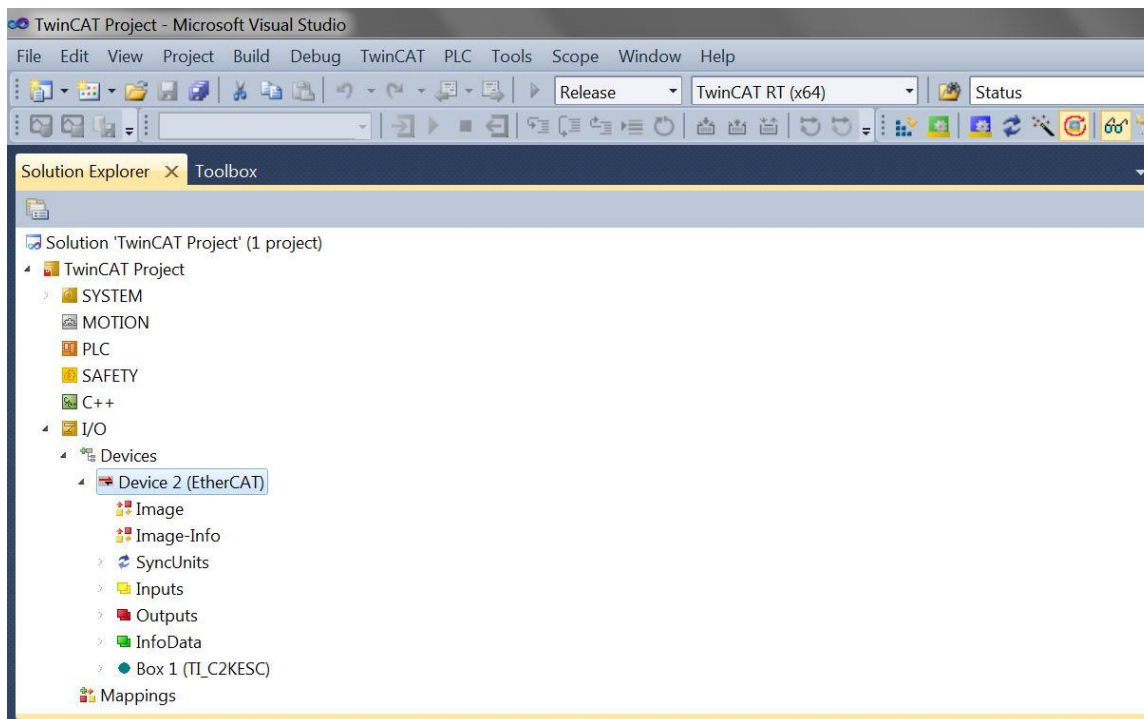 TwinCAT Project - Microsoft Visual Studio
File Edit View Project Build Debug TwinCAT PLC Tools Scope Window Help
Release TwinCAT RT (x64) Status
Solution Explorer Toolbox
Solution 'TwinCAT Project' (1 project)
TwinCAT Project
SYSTEM
MOTION
PLC
SAFETY
C++
I/O
Devices
Device 2 (EtherCAT)
Image
Image-Info
SyncUnits
Inputs
Outputs
InfoData
Box 1 (TI_C2KESC)
Mappings